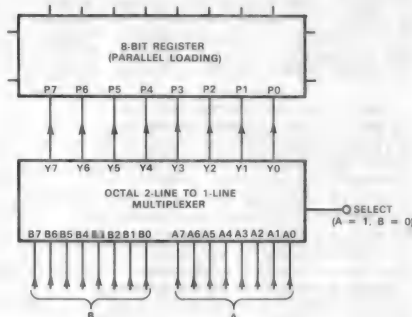 8-BIT REGISTER
(PARALLEL LOADING)
P7 P6 P5 P4 P3 P2 P1 P0
Y7 Y6 Y5 Y4 Y3 Y2 Y1 Y0
OCTAL 2-LINE TO 1-LINE
MULTIPLEXER
SELECT
(A = 1, B = 0)
B7 B6 B5 B4 B2 B1 B0 A7 A6 A5 A4 A3 A2 A1 A0
B A